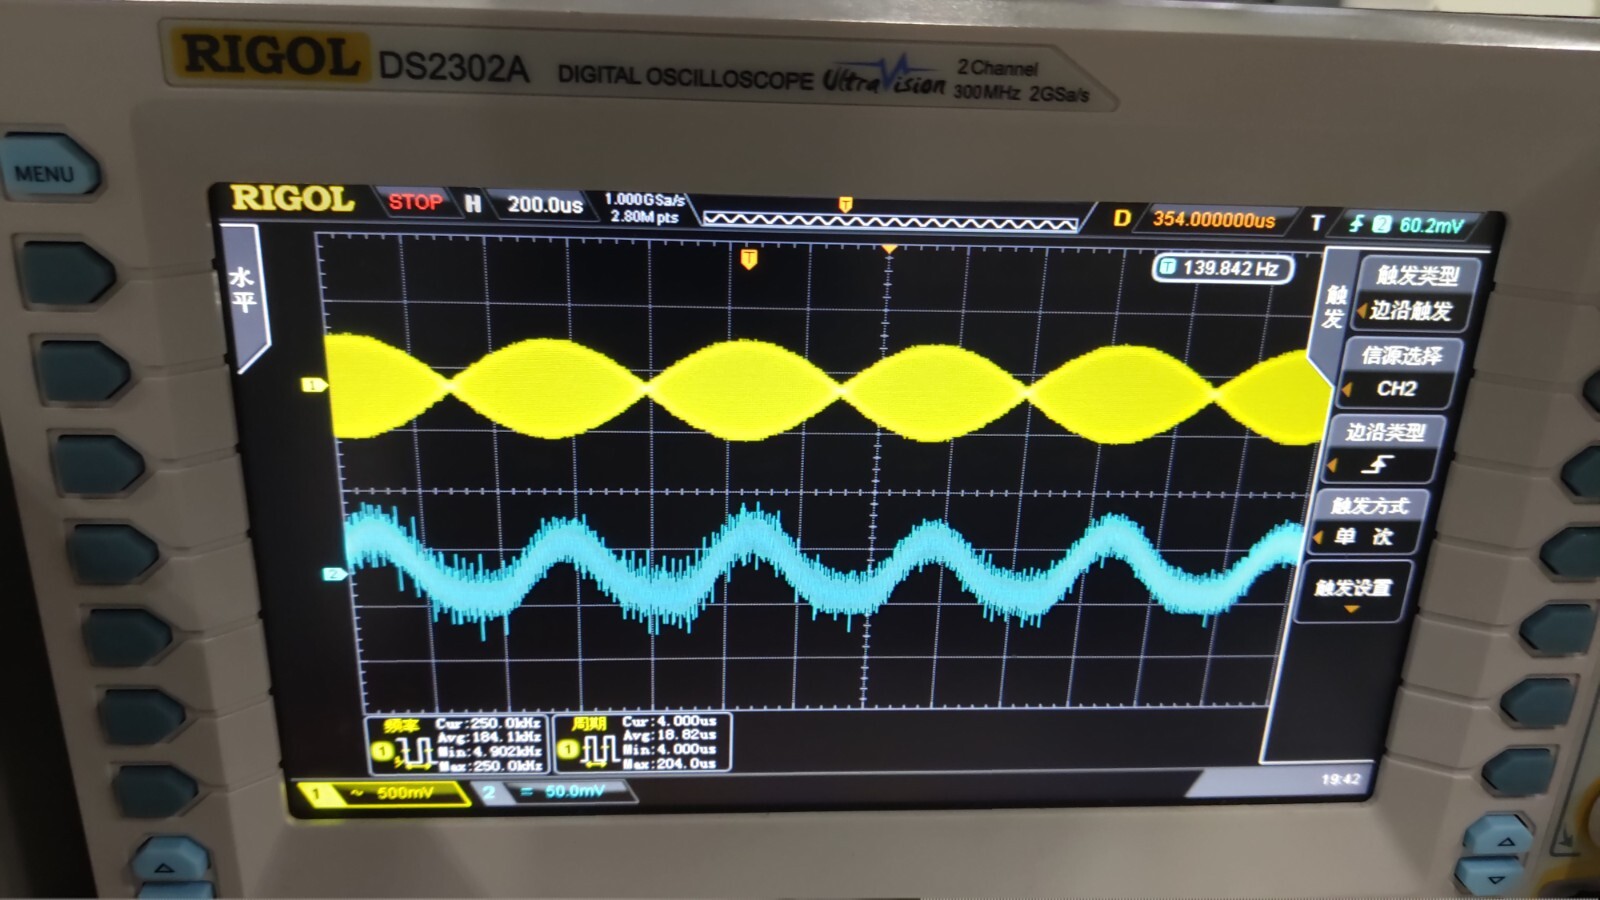 RIGOL DS2302A DIGITAL OSCILLOSCOPE UltraVision 2 Channel
300MHz 2GSa/s
MENU
RIGOL STOP H 200.0us 1.000GSa/s
2.80M pts
T
D 354.000000us T 2 60.2mV
水平
T
T 139.842 Hz
触发
触发类型
边沿触发
信源选择
CH2
边沿类型
触发方式
单 次
触发设置
1
2
频率 Cur:250.0kHz
Avg:184.1kHz
1 Min:4.902kHz
Max:250.0kHz
周期 Cur:4.000us
Avg:18.82us
1 Min:4.000us
Max:204.0us
19:42
1 ~ 500mV 2 = 50.0mV